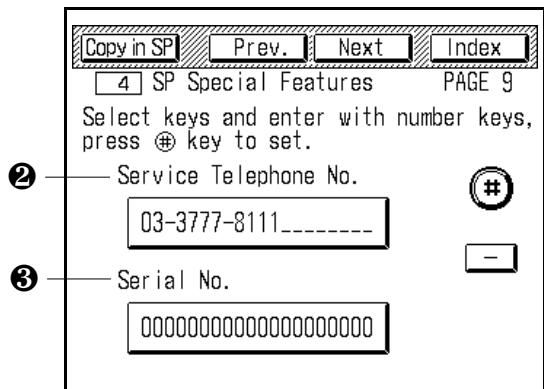 Copy in SP Prev. Next Index
4 SP Special Features PAGE 9
Select keys and enter with number keys,
press # key to set.
❷ Service Telephone No.
#
03-3777-8111________
−
❸ Serial No.
00000000000000000000